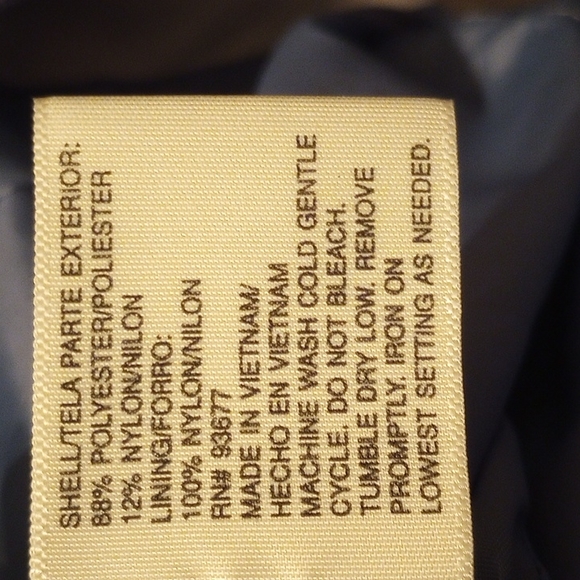 SHELL/TELA PARTE EXTERIOR:
88% POLYESTER/POLIESTER
12% NYLON/NILON
LINING/FORRO:
100% NYLON/NILON
RN# 93677
MADE IN VIETNAM/
HECHO EN VIETNAM
MACHINE WASH COLD GENTLE
CYCLE. DO NOT BLEACH.
TUMBLE DRY LOW. REMOVE
PROMPTLY. IRON ON
LOWEST SETTING AS NEEDED.